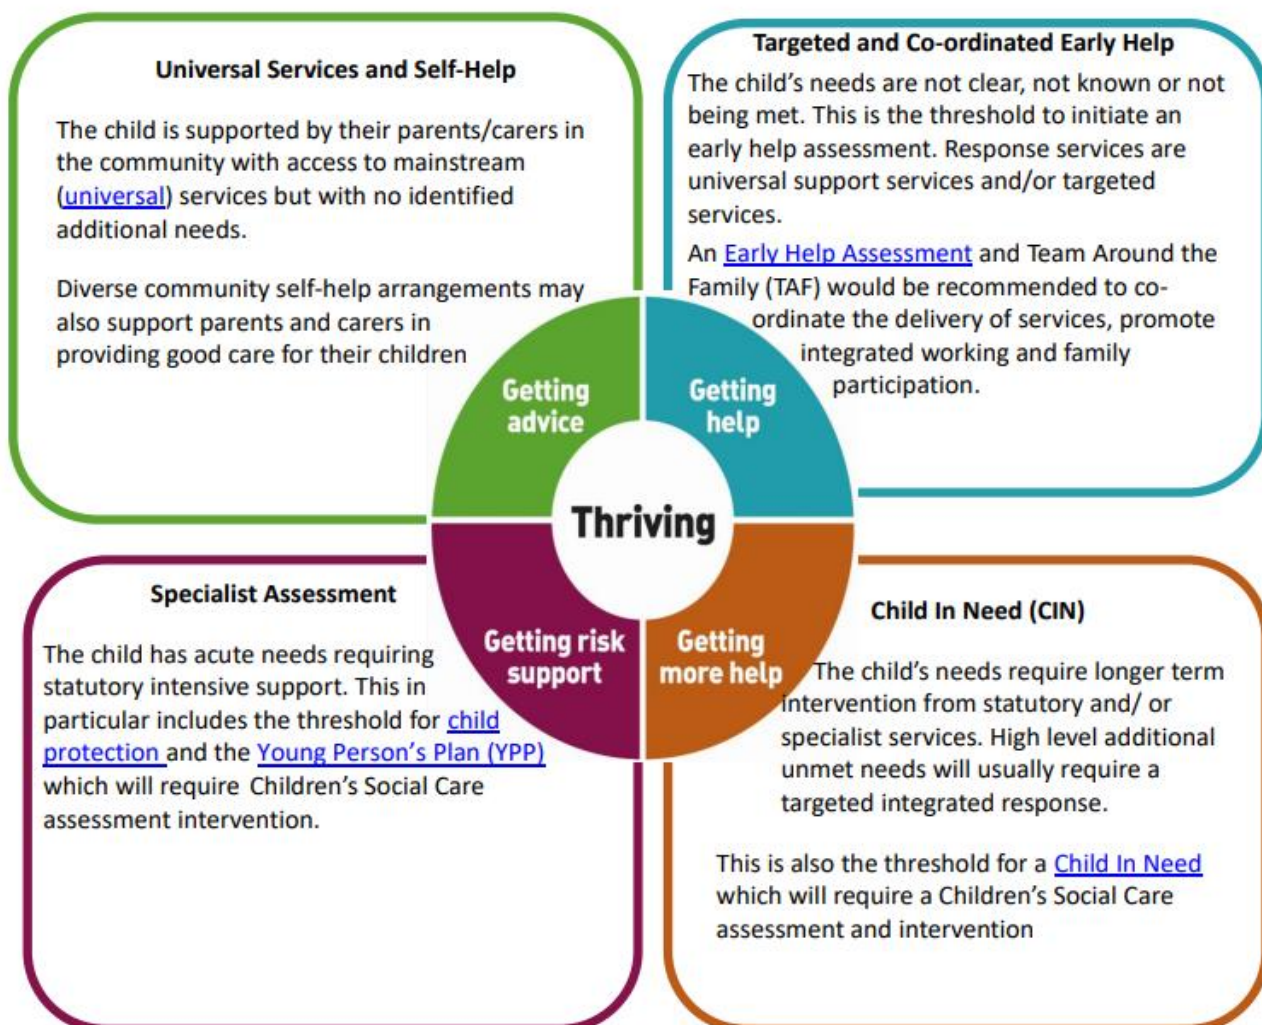 Universal Services and Self-Help
The child is supported by their parents/carers in
the community with access to mainstream
(universal) services but with no identified
additional needs.
Diverse community self-help arrangements may
also support parents and carers in
providing good care for their children
Targeted and Co-ordinated Early Help
The child’s needs are not clear, not known or not
being met. This is the threshold to initiate an
early help assessment. Response services are
universal support services and/or targeted
services.
An Early Help Assessment and Team Around the
Family (TAF) would be recommended to co-
ordinate the delivery of services, promote
integrated working and family
participation.
Getting
advice
Getting
help
Thriving
Getting risk
support
Getting
more help
Specialist Assessment
The child has acute needs requiring
statutory intensive support. This in
particular includes the threshold for child
protection and the Young Person’s Plan (YPP)
which will require Children’s Social Care
assessment intervention.
Child In Need (CIN)
The child’s needs require longer term
intervention from statutory and/ or
specialist services. High level additional
unmet needs will usually require a
targeted integrated response.
This is also the threshold for a Child In Need
which will require a Children’s Social Care
assessment and intervention